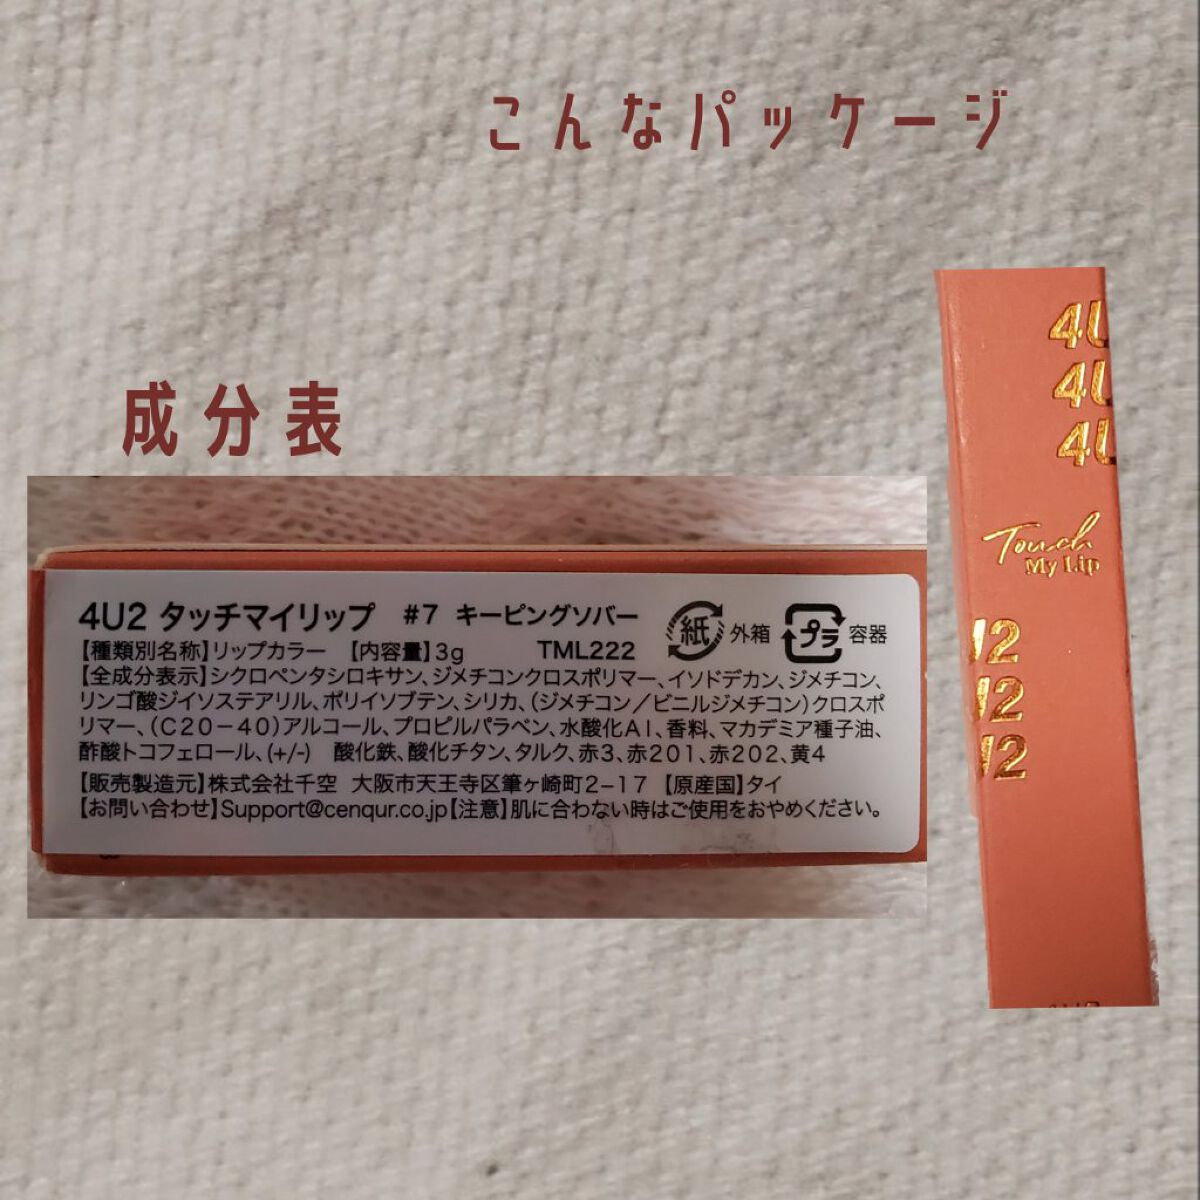 こんなパッケージ
成分表
4U2 タッチマイリップ #7 キーピングソバー
紙 外箱 プラ 容器
【種類別名称】リップカラー 【内容量】3g TML222
【全成分表示】シクロペンタシロキサン、ジメチコンクロスポリマー、イソドデカン、ジメチコン、
リンゴ酸ジイソステアリル、ポリイソブテン、シリカ、(ジメチコン/ビニルジメチコン)クロスポ
リマー、(C20-40)アルコール、プロピルパラベン、水酸化Al、香料、マカデミア種子油、
酢酸トコフェロール、(+/-) 酸化鉄、酸化チタン、タルク、赤3、赤201、赤202、黄4
【販売製造元】株式会社千空 大阪市天王寺区筆ヶ崎町2-17 【原産国】タイ
【お問い合わせ】Support@cenqur.co.jp【注意】肌に合わない時はご使用をおやめください。
4U
4U
4U
Touch
My Lip
U2
U2
U2